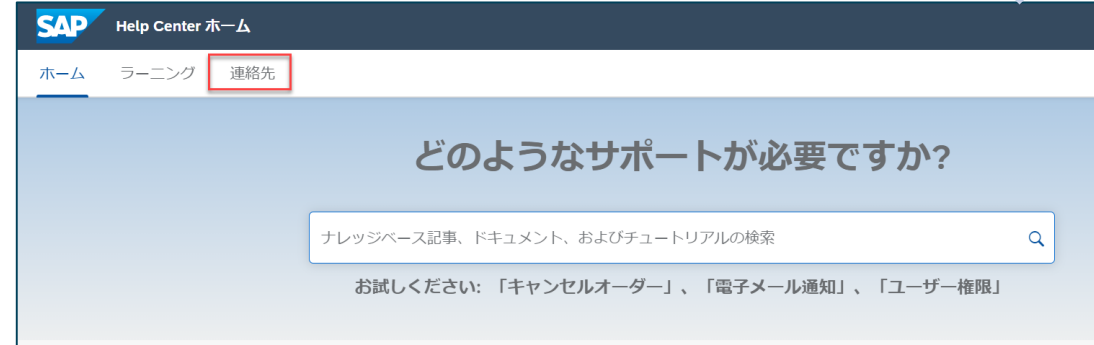 SAP Help Center ホーム
ホーム ラーニング 連絡先
どのようなサポートが必要ですか?
ナレッジベース記事、ドキュメント、およびチュートリアルの検索
お試しください: 「キャンセルオーダー」、「電子メール通知」、「ユーザー権限」